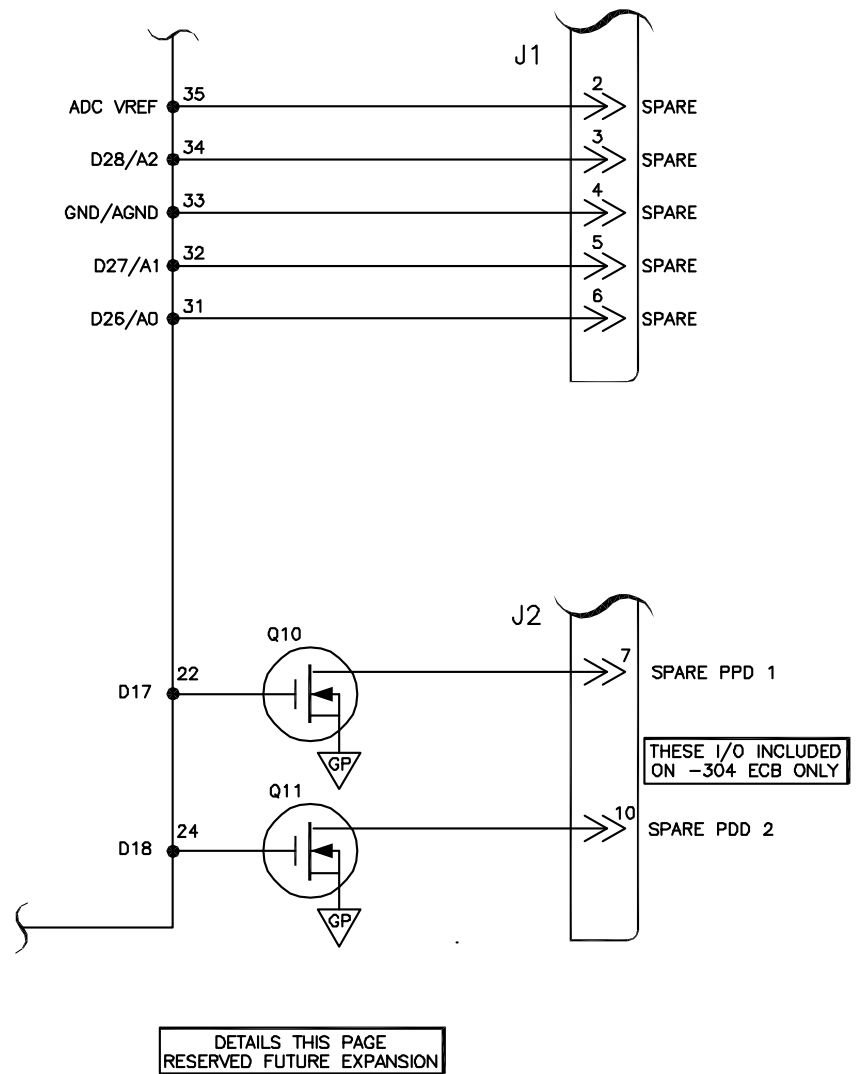 J1
ADC VREF 35 2 SPARE
D28/A2 34 3 SPARE
GND/AGND 33 4 SPARE
D27/A1 32 5 SPARE
D26/A0 31 6 SPARE
J2
Q10
D17 22 7 SPARE PPD 1
GP
THESE I/O INCLUDED
ON -304 ECB ONLY
Q11
D18 24 10 SPARE PDD 2
GP
DETAILS THIS PAGE
RESERVED FUTURE EXPANSION